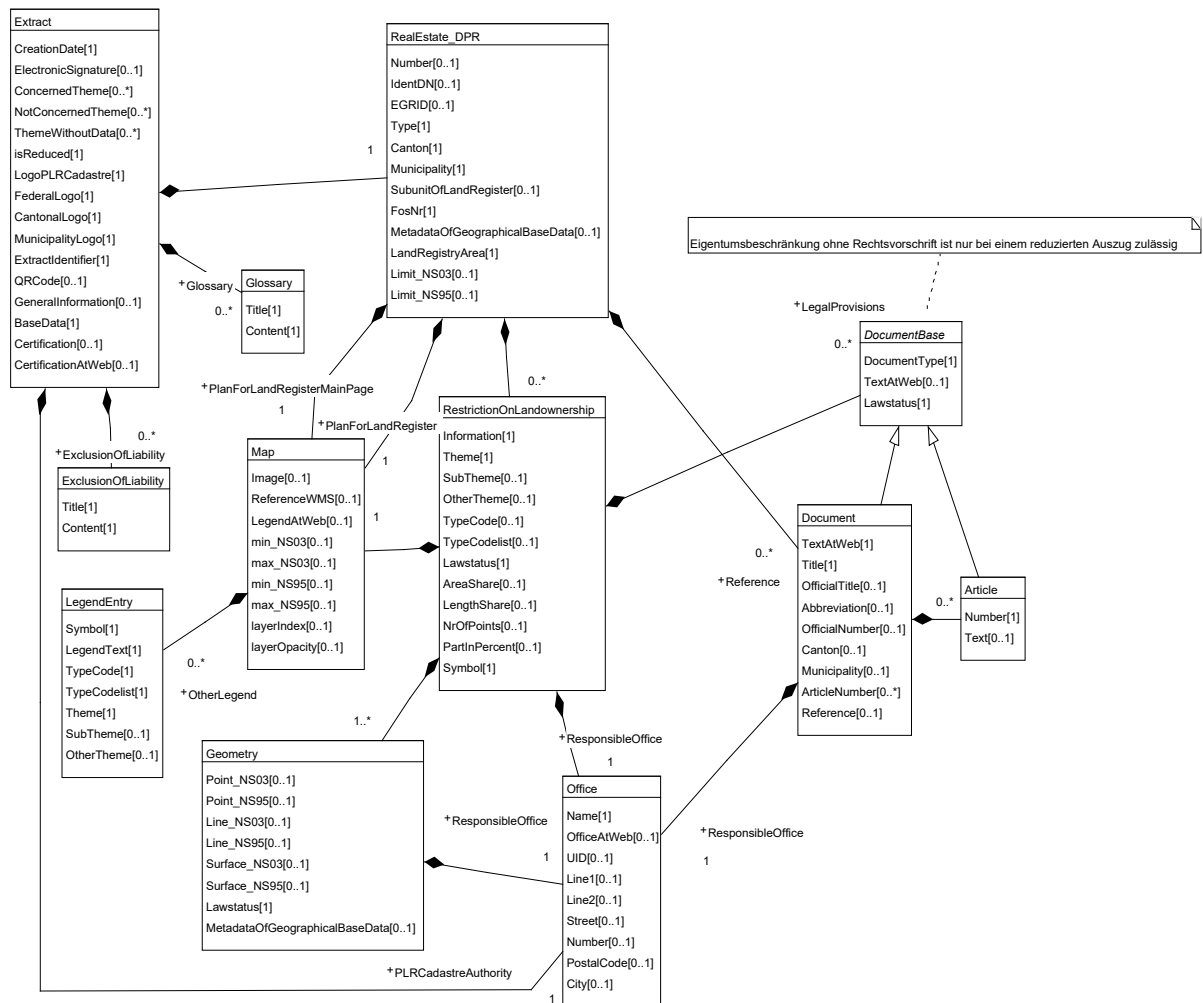 Extract
CreationDate[1]
ElectronicSignature[0..1]
ConcernedTheme[0..*]
NotConcernedTheme[0..*]
ThemeWithoutData[0..*]
isReduced[1]
LogoPLRCadastre[1]
FederalLogo[1]
CantonalLogo[1]
MunicipalityLogo[1]
ExtractIdentifier[1]
QRCode[0..1]
GeneralInformation[0..1]
BaseData[1]
Certification[0..1]
CertificationAtWeb[0..1]
1
RealEstate_DPR
Number[0..1]
IdentDN[0..1]
EGRID[0..1]
Type[1]
Canton[1]
Municipality[1]
SubunitOfLandRegister[0..1]
FosNr[1]
MetadataOfGeographicalBaseData[0..1]
LandRegistryArea[1]
Limit_NS03[0..1]
Limit_NS95[0..1]
+Glossary
0..*
Glossary
Title[1]
Content[1]
Eigentumsbeschränkung ohne Rechtsvorschrift ist nur bei einem reduzierten Auszug zulässig
+LegalProvisions
0..*
DocumentBase
DocumentType[1]
TextAtWeb[0..1]
Lawstatus[1]
+PlanForLandRegisterMainPage
1
+PlanForLandRegister
1
0..*
0..*
+ExclusionOfLiability
ExclusionOfLiability
Title[1]
Content[1]
Map
Image[0..1]
ReferenceWMS[0..1]
LegendAtWeb[0..1]
min_NS03[0..1]
max_NS03[0..1]
min_NS95[0..1]
max_NS95[0..1]
layerIndex[0..1]
layerOpacity[0..1]
1
RestrictionOnLandownership
Information[1]
Theme[1]
SubTheme[0..1]
OtherTheme[0..1]
TypeCode[0..1]
TypeCodelist[0..1]
Lawstatus[1]
AreaShare[0..1]
LengthShare[0..1]
NrOfPoints[0..1]
PartInPercent[0..1]
Symbol[1]
0..*
+Reference
Document
TextAtWeb[1]
Title[1]
OfficialTitle[0..1]
Abbreviation[0..1]
OfficialNumber[0..1]
Canton[0..1]
Municipality[0..1]
ArticleNumber[0..*]
Reference[0..1]
0..*
Article
Number[1]
Text[0..1]
LegendEntry
Symbol[1]
LegendText[1]
TypeCode[1]
TypeCodelist[1]
Theme[1]
SubTheme[0..1]
OtherTheme[0..1]
0..*
+OtherLegend
1..*
Geometry
Point_NS03[0..1]
Point_NS95[0..1]
Line_NS03[0..1]
Line_NS95[0..1]
Surface_NS03[0..1]
Surface_NS95[0..1]
Lawstatus[1]
MetadataOfGeographicalBaseData[0..1]
+ResponsibleOffice
1
+ResponsibleOffice
1
+ResponsibleOffice
1
Office
Name[1]
OfficeAtWeb[0..1]
UID[0..1]
Line1[0..1]
Line2[0..1]
Street[0..1]
Number[0..1]
PostalCode[0..1]
City[0..1]
+PLRCadastreAuthority
1